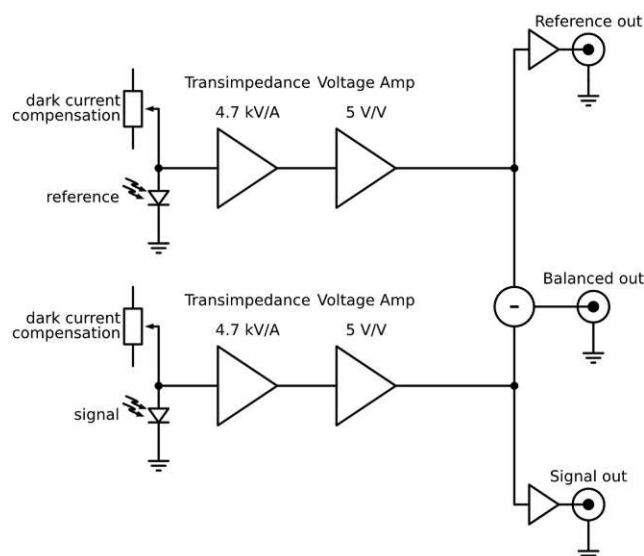 Reference out
Transimpedance Voltage Amp
dark current
compensation
4.7 kV/A 5 V/V
reference
Balanced out
-
Transimpedance Voltage Amp
dark current
compensation
4.7 kV/A 5 V/V
signal
Signal out